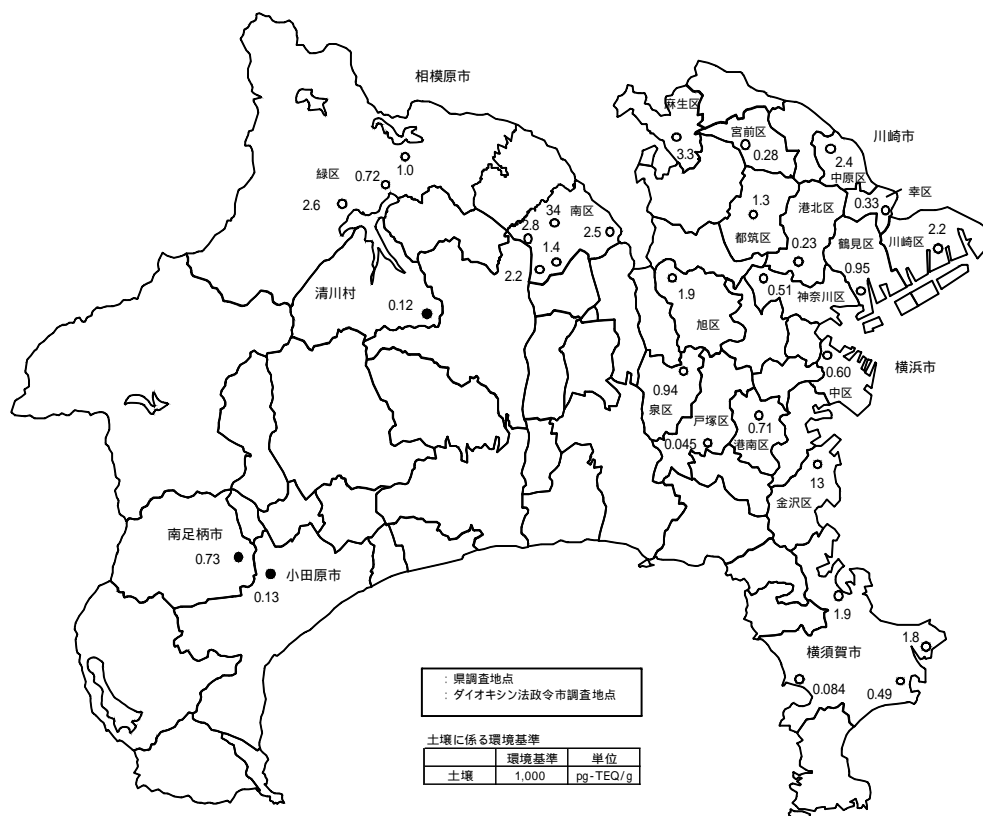 相模原市
麻生区
3.3
宮前区
0.28
川崎市
2.4
中原区
幸区
0.33
緑区
1.0
0.72
2.6
34
南区
2.8
1.4
2.5
2.2
1.3
都筑区
港北区
0.23
鶴見区
0.95
川崎区
2.2
清川村
0.12
1.9
旭区
0.51
神奈川区
0.60
中区
横浜市
0.94
泉区
戸塚区
0.045
0.71
港南区
13
金沢区
南足柄市
0.73
小田原市
0.13
1.9
1.8
横須賀市
0.084
0.49
: 県調査地点
: ダイオキシン法政令市調査地点
土壌に係る環境基準
環境基準 単位
土壌 1,000 pg-TEQ/g